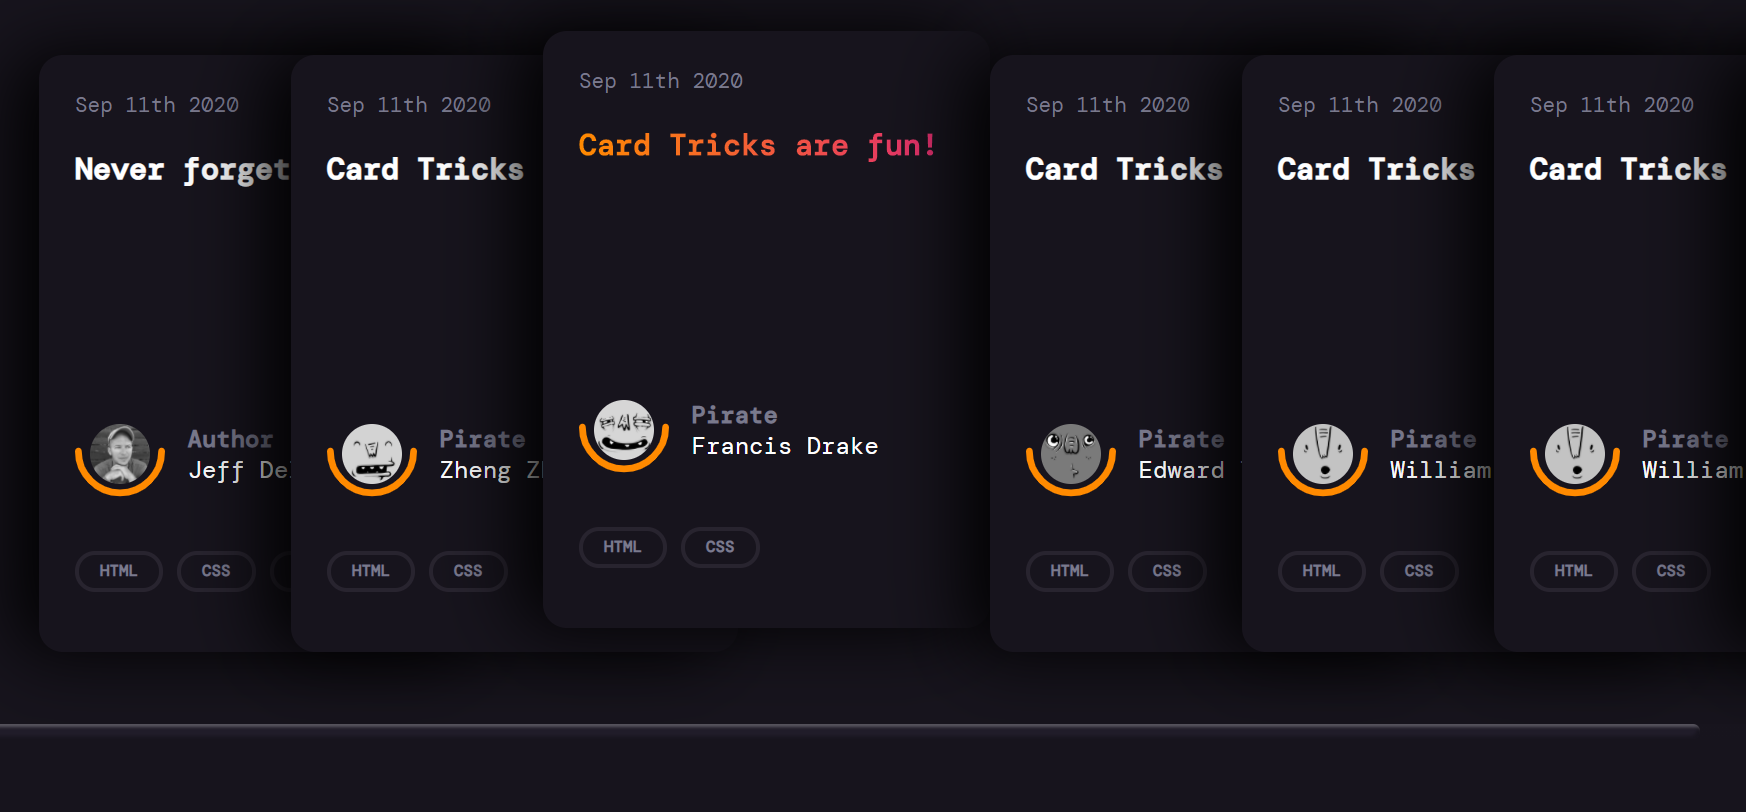 Sep 11th 2020
Never forget
Author
Jeff De
HTML
CSS
Sep 11th 2020
Card Tricks
Pirate
Zheng
HTML
CSS
Sep 11th 2020
Card Tricks are fun!
Pirate
Francis Drake
HTML
CSS
Sep 11th 2020
Card Tricks
Pirate
Edward
HTML
CSS
Sep 11th 2020
Card Tricks
Pirate
William
HTML
CSS
Sep 11th 2020
Card Tricks
Pirate
William
HTML
CSS